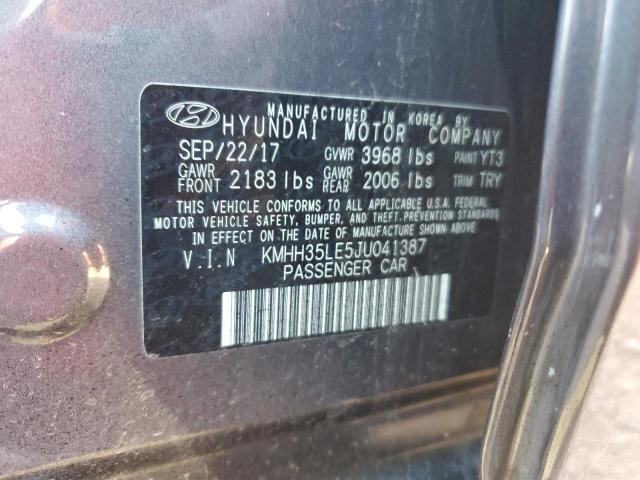 MANUFACTURED IN KOREA BY
HYUNDAI MOTOR COMPANY
SEP/22/17 GVWR 3968 lbs PAINT YT3
GAWR FRONT 2183 lbs GAWR REAR 2006 lbs TRIM TRY
THIS VEHICLE CONFORMS TO ALL APPLICABLE U.S.A. FEDERAL
MOTOR VEHICLE SAFETY, BUMPER, AND THEFT.PREVENTION STANDARDS
IN EFFECT ON THE DATE OF MANUFACTURE SHOWN ABOVE.
V.I.N KMHH35LE5JU041387
PASSENGER CAR